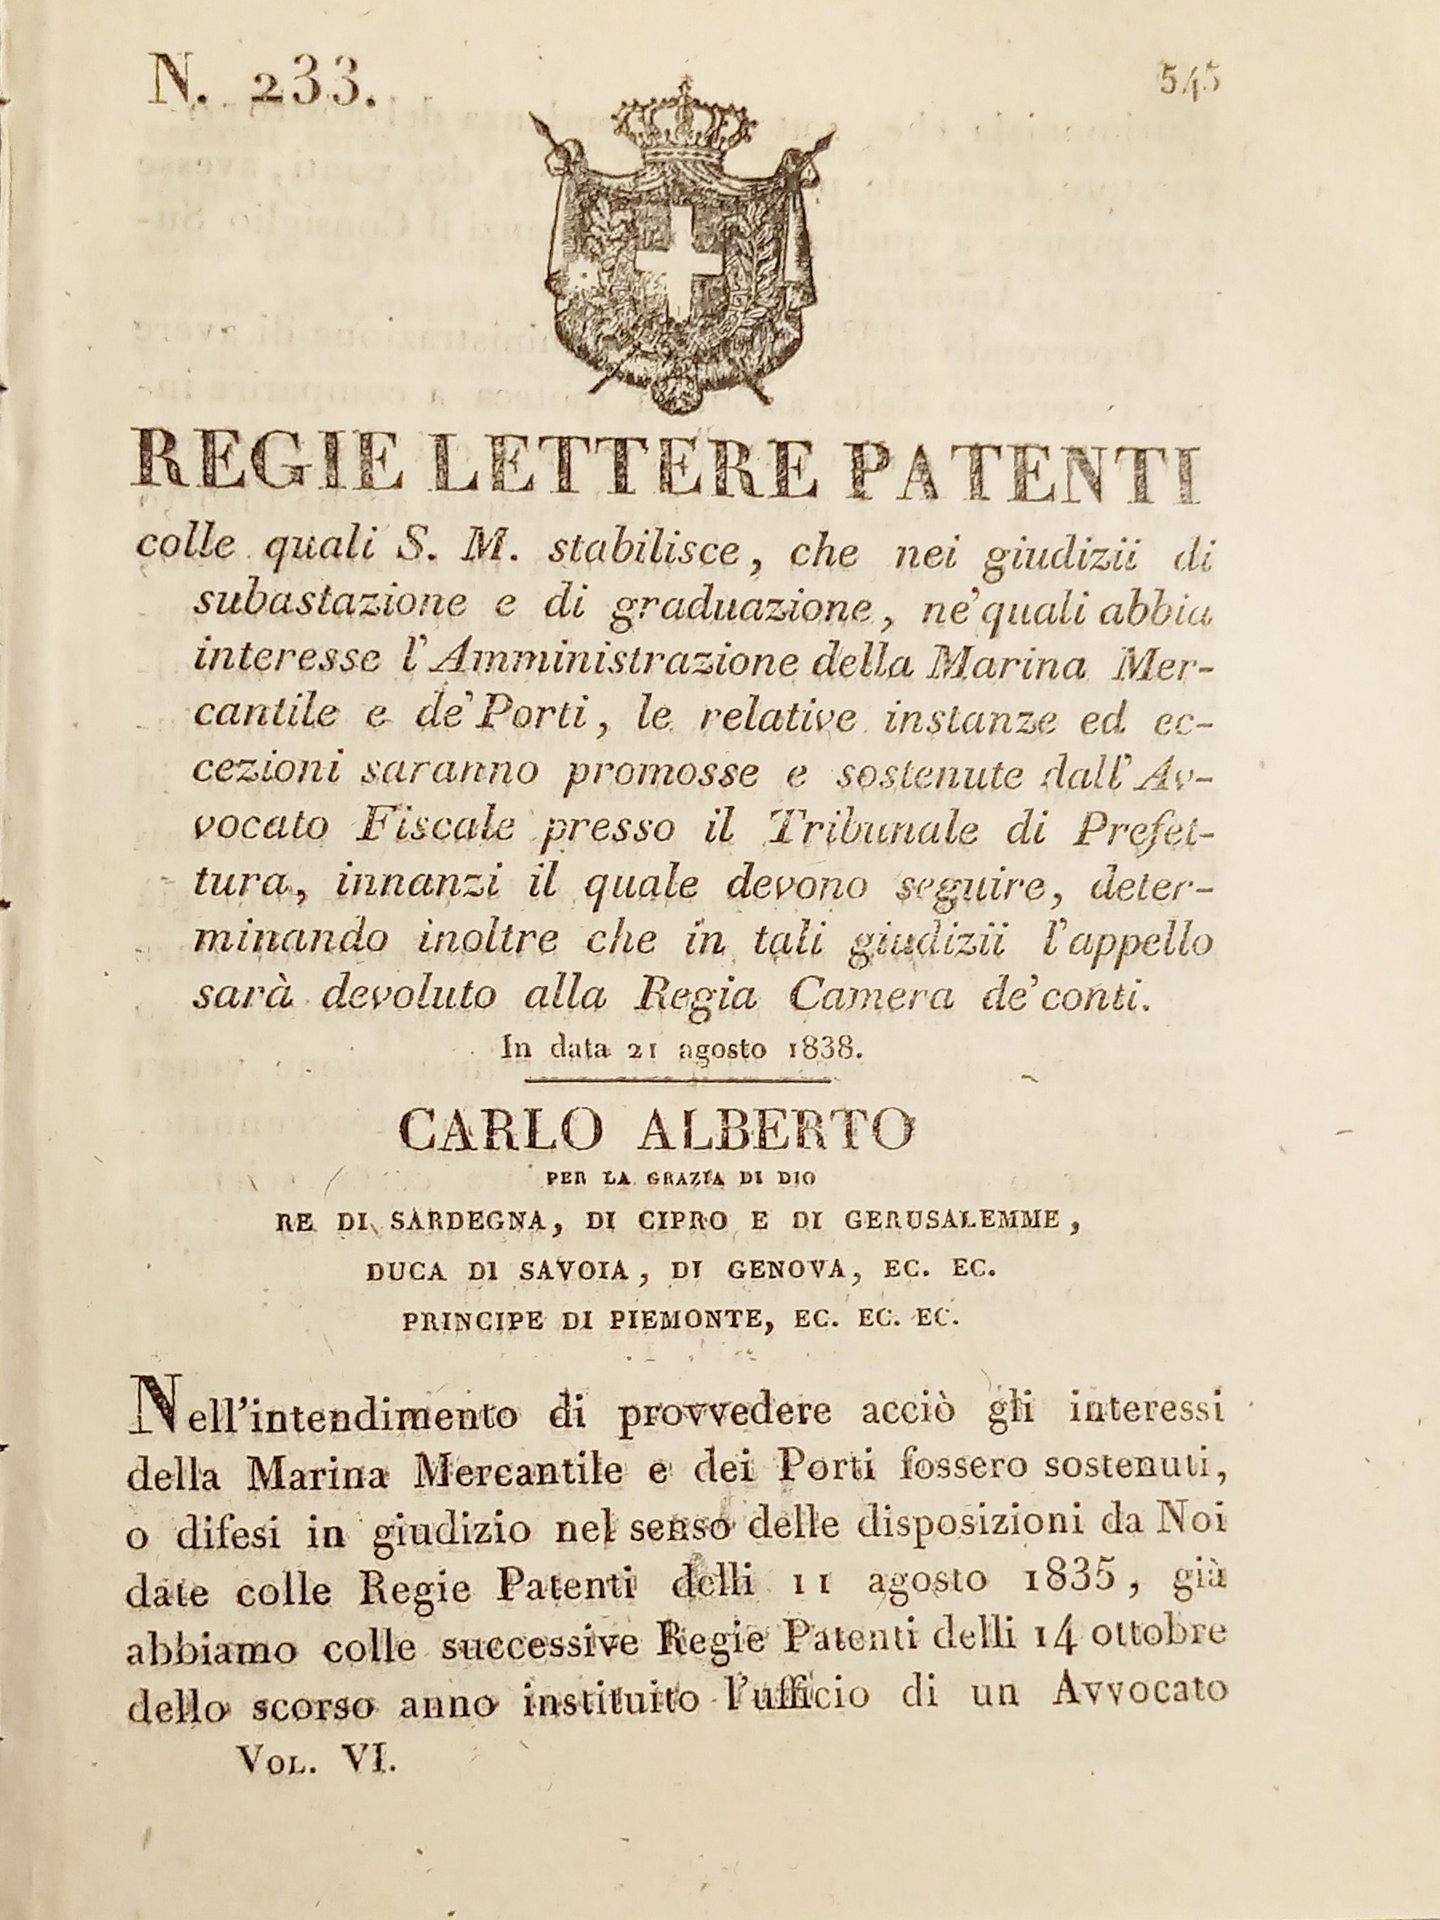 N. 233.
545
REGIE LETTERE PATENTI
colle quali S. M. stabilisce, che nei giudizii di
subastazione e di graduazione, ne' quali abbia
interesse l'Amministrazione della Marina Mer-
cantile e de' Porti, le relative instanze ed ec-
cezioni saranno promosse e sostenute dall'Av-
vocato Fiscale presso il Tribunale di Prefet-
tura, innanzi il quale devono seguire, deter-
minando inoltre che in tali giudizii l'appello
sarà devoluto alla Regia Camera de' conti.
In data 21 agosto 1838.
CARLO ALBERTO
PER LA GRAZIA DI DIO
RE DI SARDEGNA, DI CIPRO E DI GERUSALEMME,
DUCA DI SAVOIA, DI GENOVA, EC. EC.
PRINCIPE DI PIEMONTE, EC. EC. EC.
Nell'intendimento di provvedere acciò gli interessi
della Marina Mercantile e dei Porti fossero sostenuti,
o difesi in giudizio nel senso delle disposizioni da Noi
date colle Regie Patenti delli 11 agosto 1835, già
abbiamo colle successive Regie Patenti delli 14 ottobre
dello scorso anno instituito l'ufficio di un Avvocato
VOL. VI.